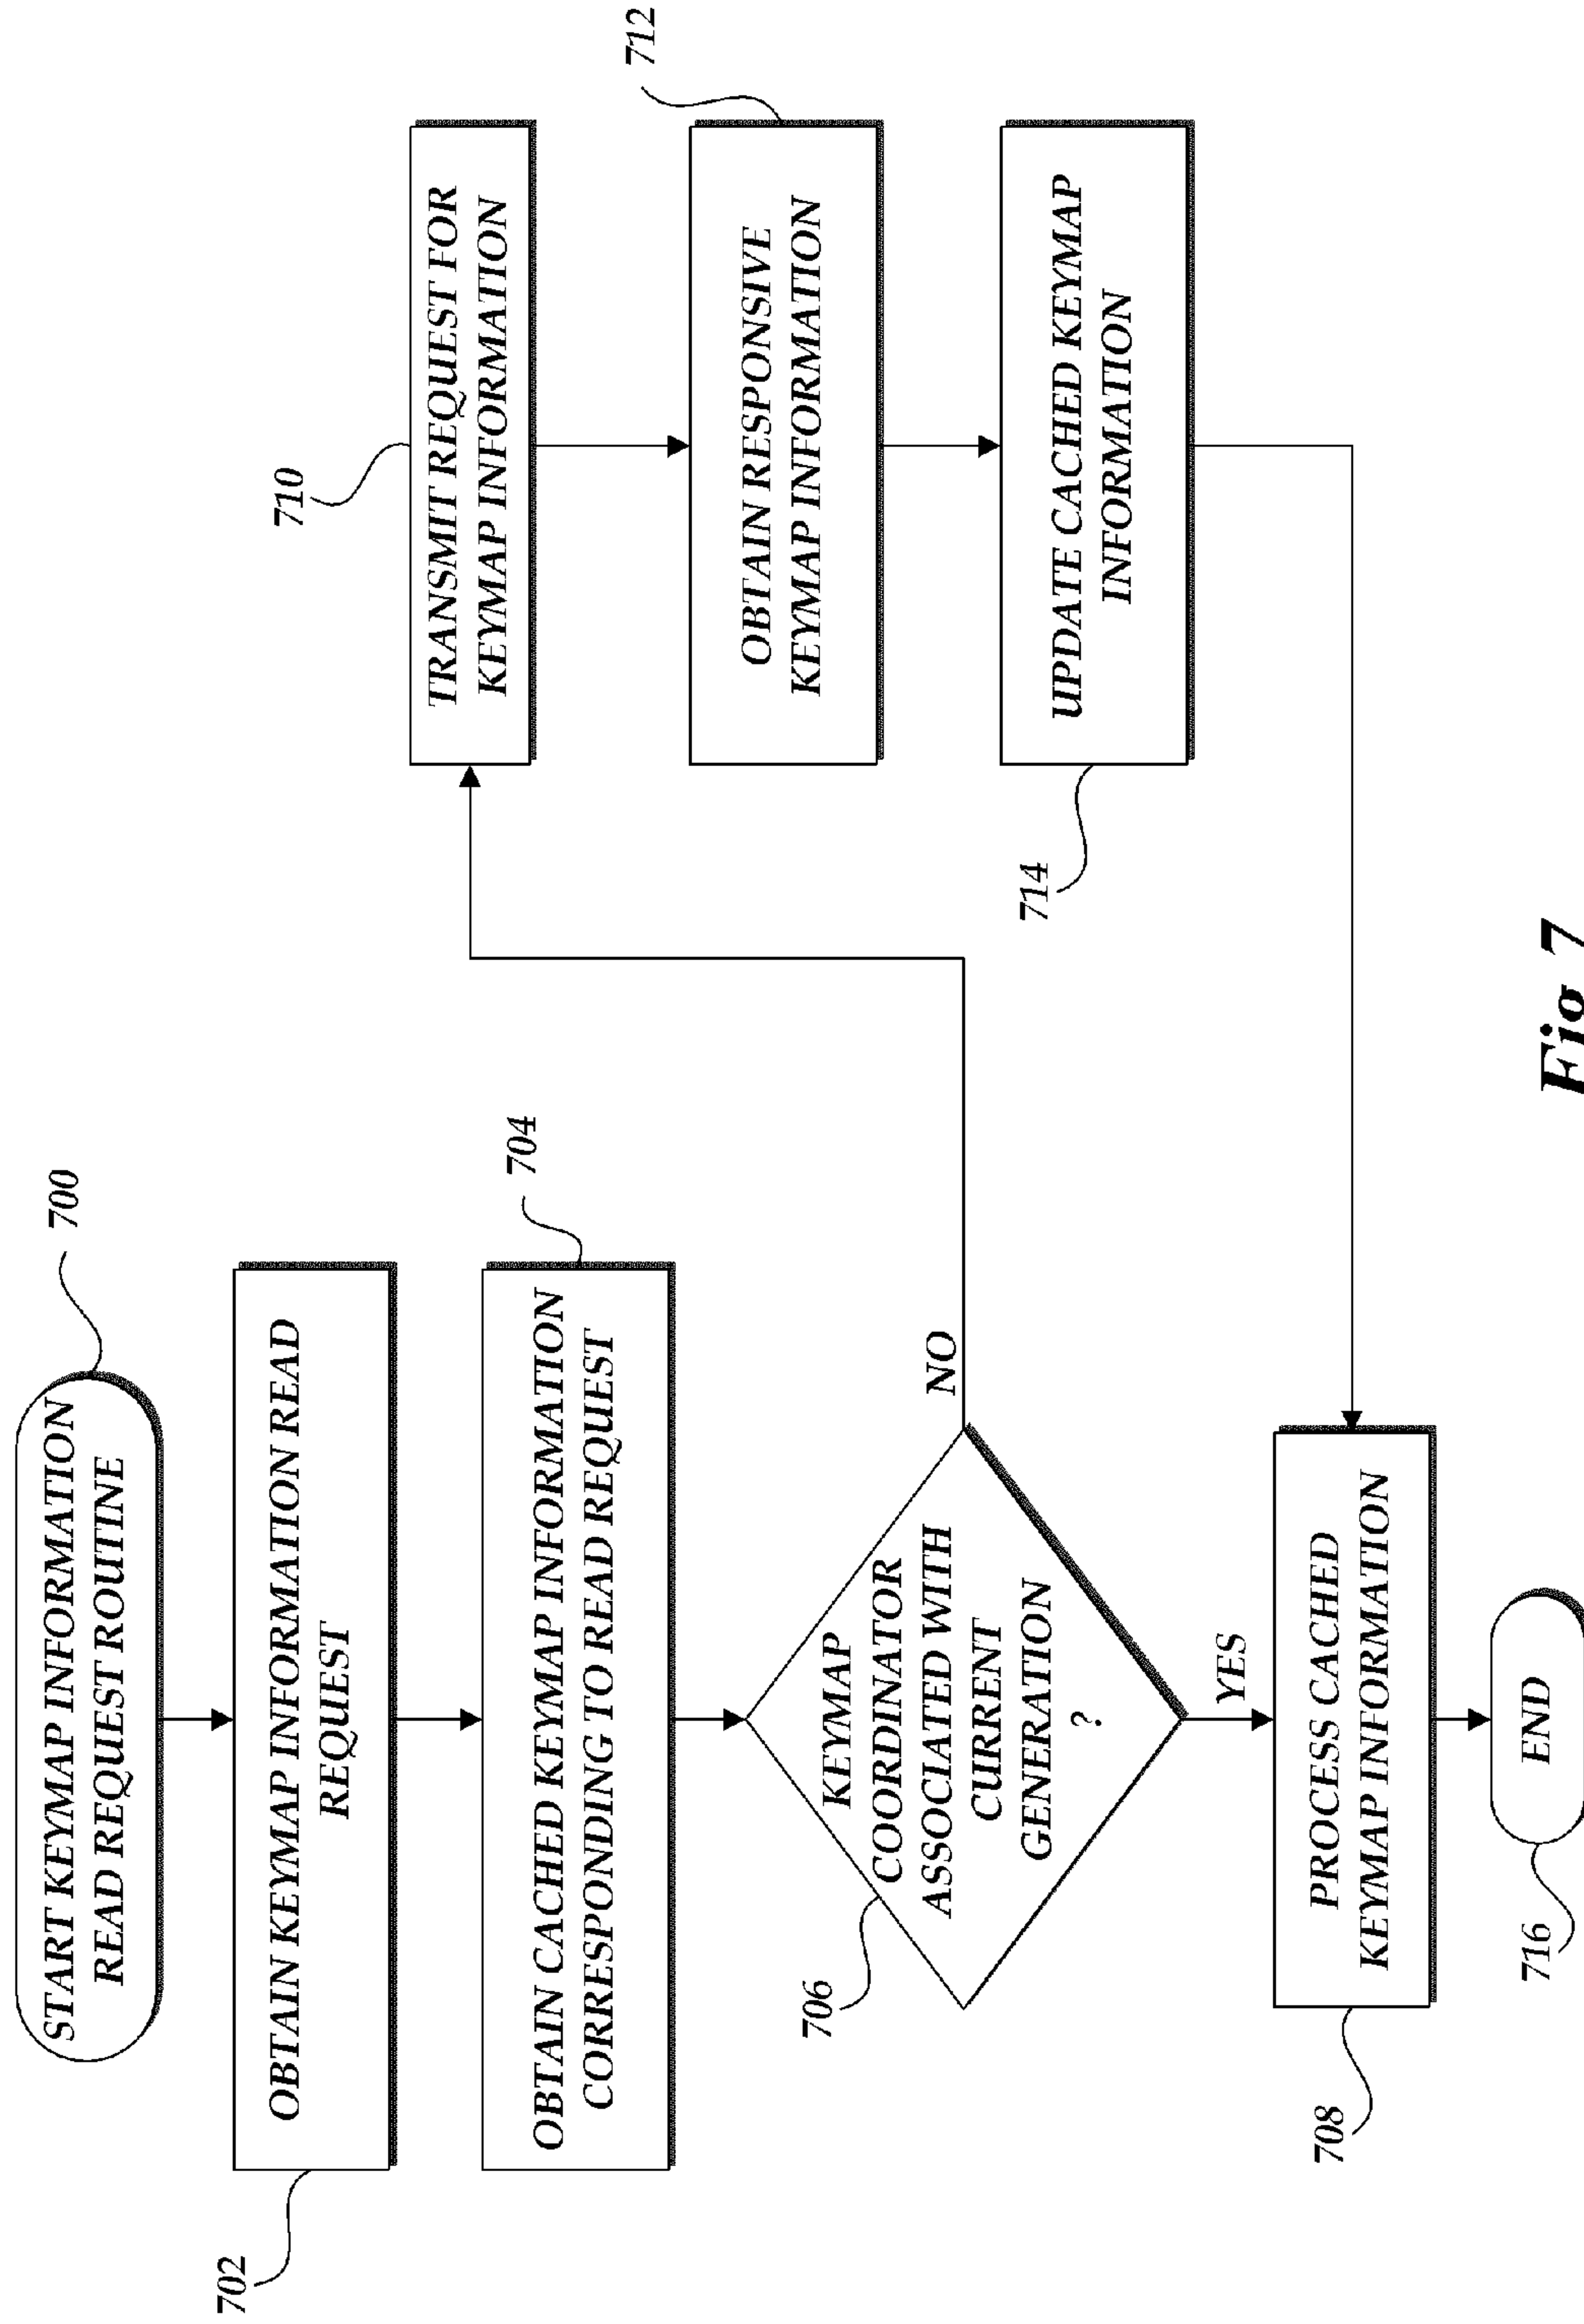 START KEYMAP INFORMATION
READ REQUEST ROUTINE
700
OBTAIN KEYMAP INFORMATION READ
REQUEST
702
OBTAIN CACHED KEYMAP INFORMATION
CORRESPONDING TO READ REQUEST
704
KEYMAP
COORDINATOR
ASSOCIATED WITH
CURRENT
GENERATION
?
706
NO
YES
PROCESS CACHED
KEYMAP INFORMATION
708
END
716
TRANSMIT REQUEST FOR
KEYMAP INFORMATION
710
OBTAIN RESPONSIVE
KEYMAP INFORMATION
712
UPDATE CACHED KEYMAP
INFORMATION
714
Fig.7